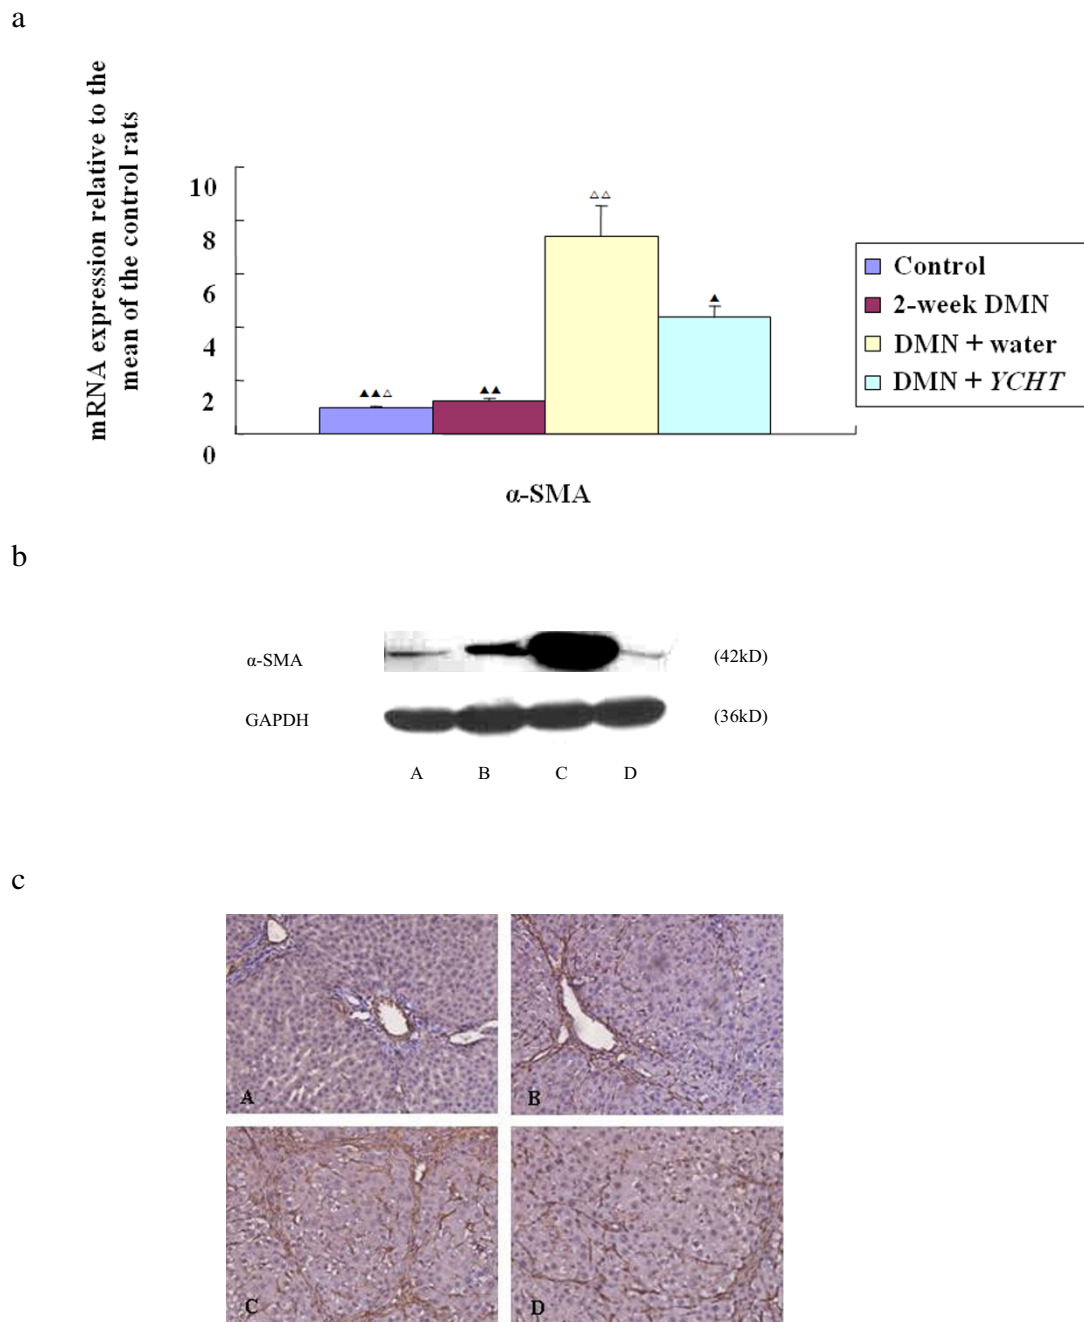 a
mRNA expression relative to the
mean of the control rats
10
8
6
4
2
0
△△
▲
▲▲△
▲▲
Control
2-week DMN
DMN + water
DMN + YCHT
α-SMA
b
α-SMA
(42kD)
GAPDH
(36kD)
A B C D
c
A
B
C
D